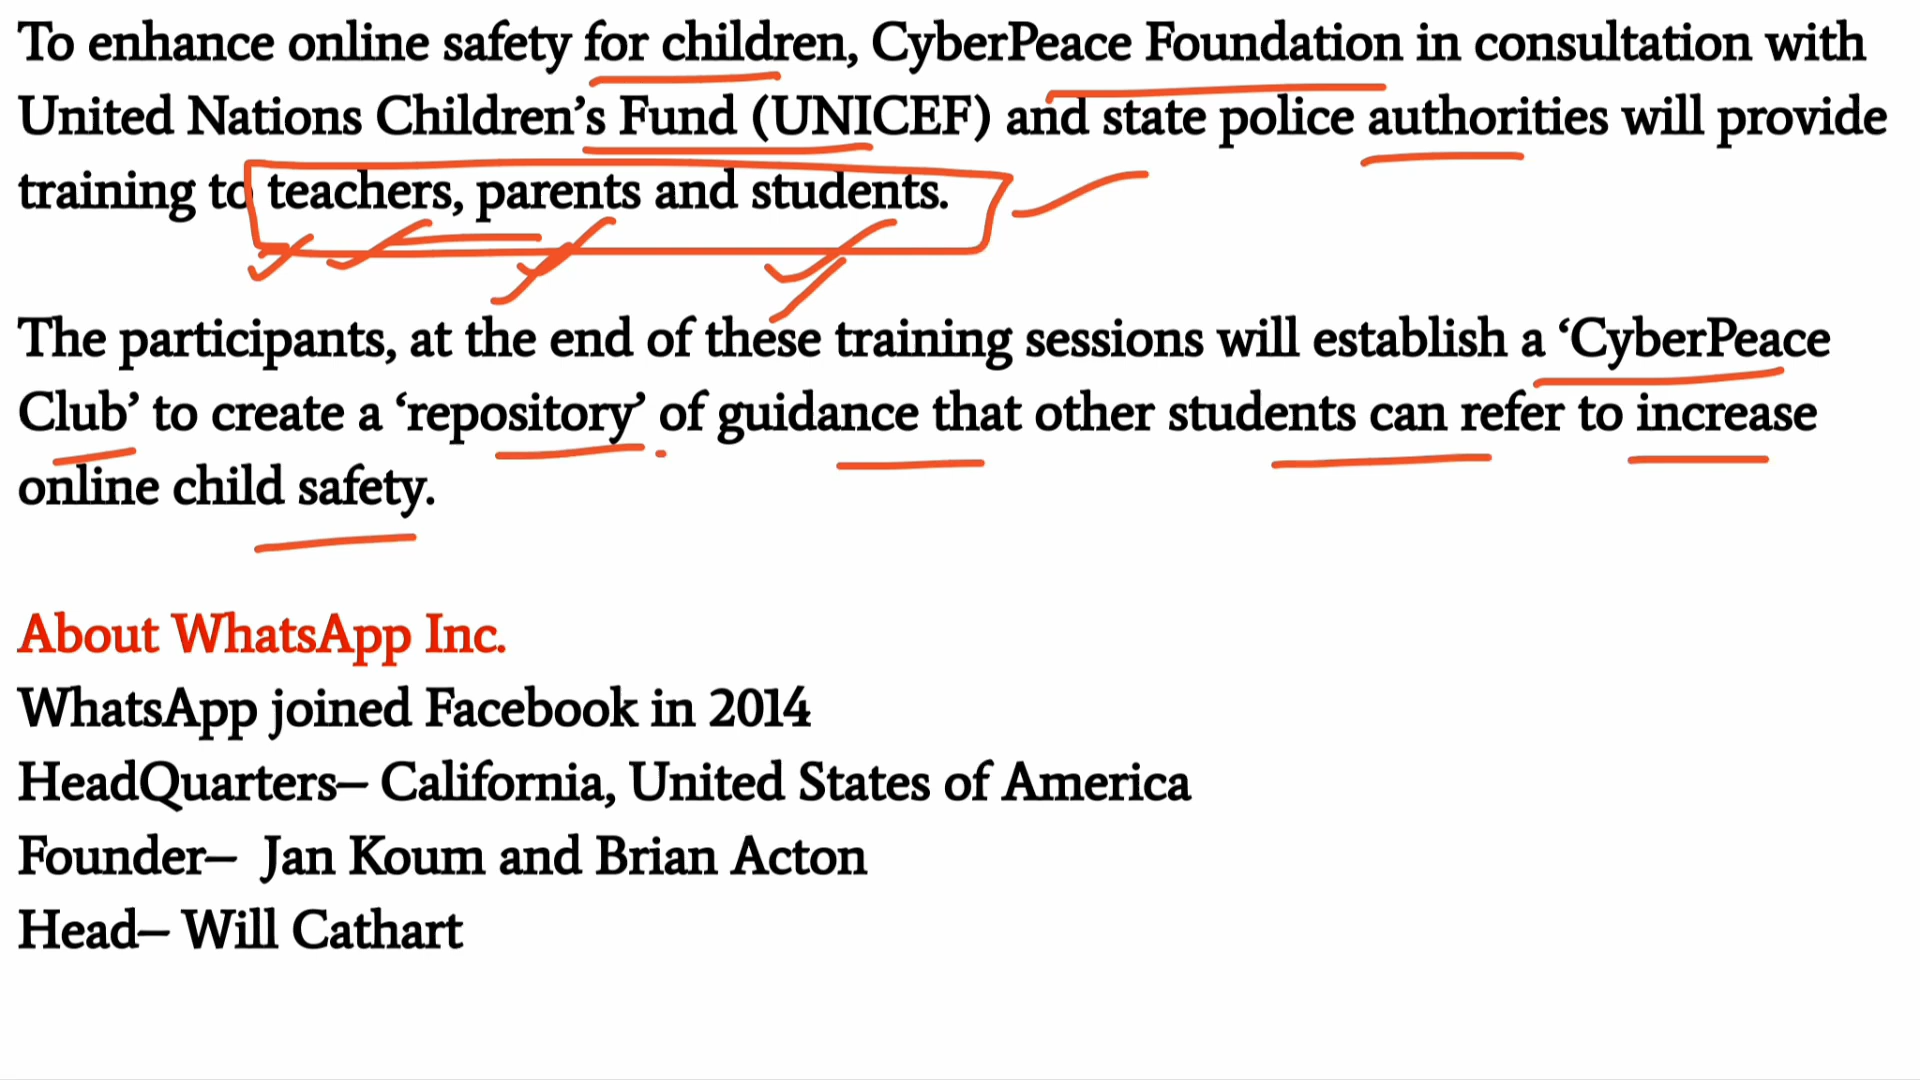 To enhance online safety for children, CyberPeace Foundation in consultation with
United Nations Children’s Fund (UNICEF) and state police authorities will provide
training to teachers, parents and students.
The participants, at the end of these training sessions will establish a ‘CyberPeace
Club’ to create a ‘repository’ of guidance that other students can refer to increase
online child safety.
About WhatsApp Inc.
WhatsApp joined Facebook in 2014
HeadQuarters– California, United States of America
Founder– Jan Koum and Brian Acton
Head– Will Cathart